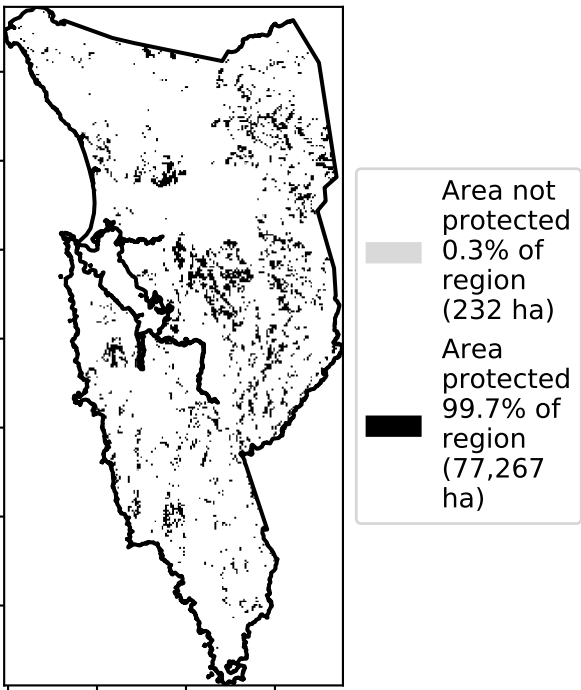 Area not
protected
0.3% of
region
(232 ha)
Area
protected
99.7% of
region
(77,267
ha)